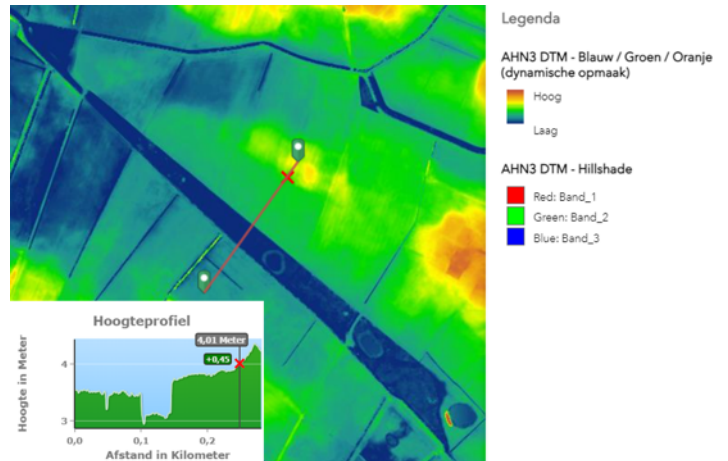 Legenda
AHN3 DTM - Blauw / Groen / Oranje
(dynamische opmaak)
Hoog
Laag
AHN3 DTM - Hillshade
Red: Band_1
Green: Band_2
Blue: Band_3
Hoogteprofiel
4,01 Meter
+0,45
Hoogte in Meter
4
3
0,0
0,1
0,2
Afstand in Kilometer